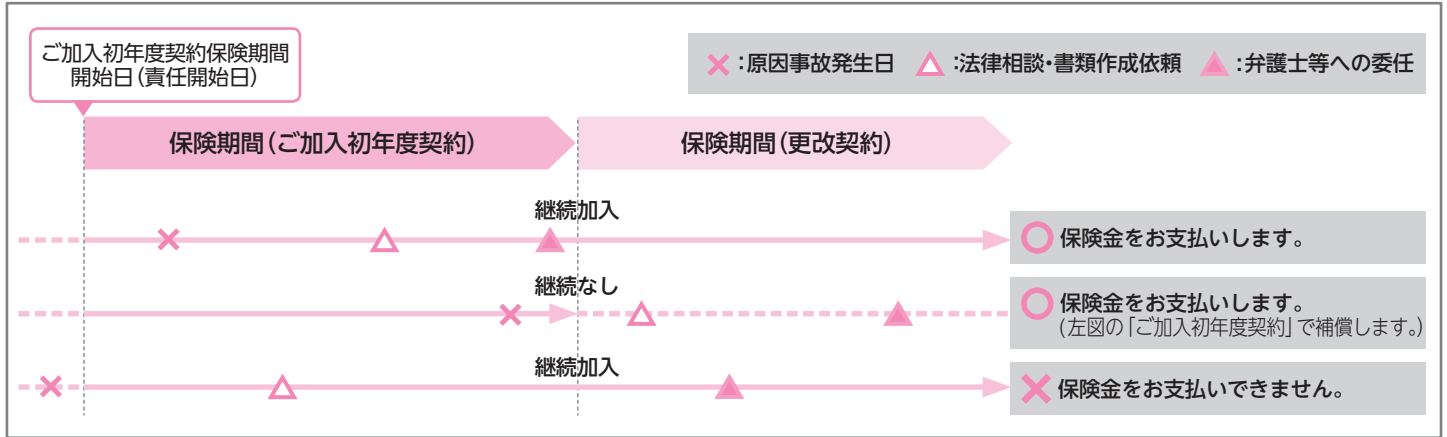 ご加入初年度契約保険期間
開始日(責任開始日)
:原因事故発生日 :法律相談・書類作成依頼 :弁護士等への委任
保険期間(ご加入初年度契約) 保険期間(更改契約)
継続加入
保険金をお支払いします。
継続なし
保険金をお支払いします。
(左図の「ご加入初年度契約」で補償します。)
継続加入
保険金をお支払いできません。